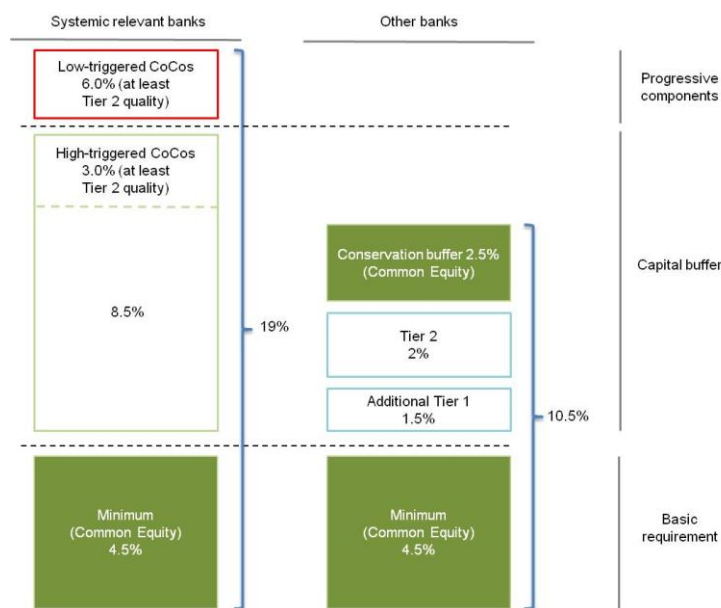 Systemic relevant banks
Other banks
Low-triggered CoCos
6.0% (at least
Tier 2 quality)
Progressive
components
High-triggered CoCos
3.0% (at least
Tier 2 quality)
8.5%
19%
Conservation buffer 2.5%
(Common Equity)
Tier 2
2%
Additional Tier 1
1.5%
10.5%
Capital buffer
Minimum
(Common Equity)
4.5%
Minimum
(Common Equity)
4.5%
Basic
requirement